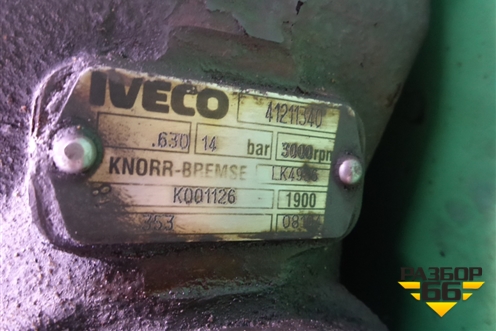 IVECO 41211340
.630 14 bar 3000rpm
KNORR-BREMSE
K001126 1900
РАЗБОР
66